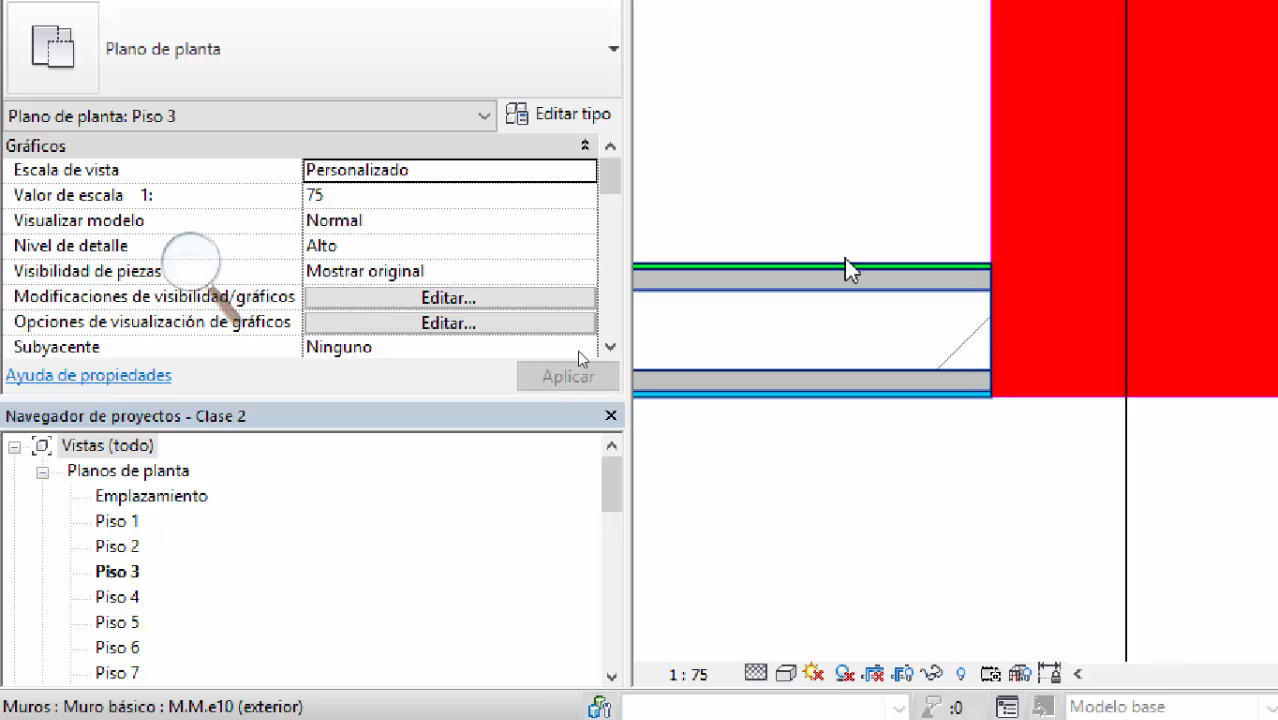 Plano de planta
Plano de planta: Piso 3
Editar tipo
Gráficos
Escala de vista Personalizado
Valor de escala 1: 75
Visualizar modelo Normal
Nivel de detalle Alto
Visibilidad de piezas Mostrar original
Modificaciones de visibilidad/gráficos Editar...
Opciones de visualización de gráficos Editar...
Subyacente Ninguno
Ayuda de propiedades Aplicar
Navegador de proyectos - Clase 2
Vistas (todo)
Planos de planta
Emplazamiento
Piso 1
Piso 2
Piso 3
Piso 4
Piso 5
Piso 6
Piso 7
1 : 75
Muros : Muro básico : M.M.e10 (exterior) :0 Modelo base